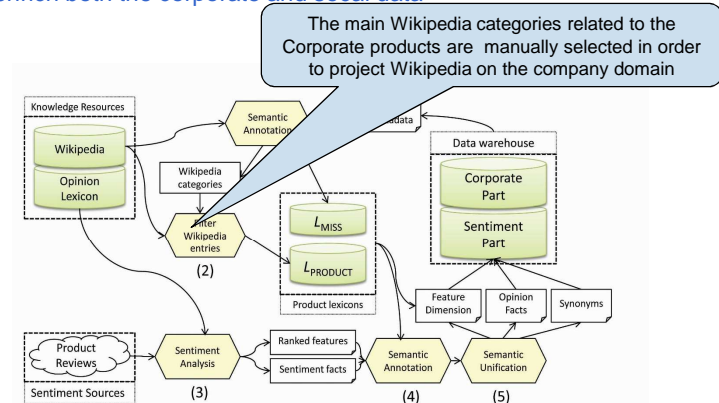 The main Wikipedia categories related to the
Corporate products are manually selected in order
to project Wikipedia on the company domain
Knowledge Resources
Wikipedia
Opinion
Lexicon
Semantic
Annotation
Wikipedia
categories
Filter
Wikipedia
entries
(2)
L_MISS
L_PRODUCT
Product lexicons
Data warehouse
Corporate
Part
Sentiment
Part
Feature
Dimension
Opinion
Facts
Synonyms
Product
Reviews
Sentiment Sources
Sentiment
Analysis
(3)
Ranked features
Sentiment facts
Semantic
Annotation
(4)
Semantic
Unification
(5)